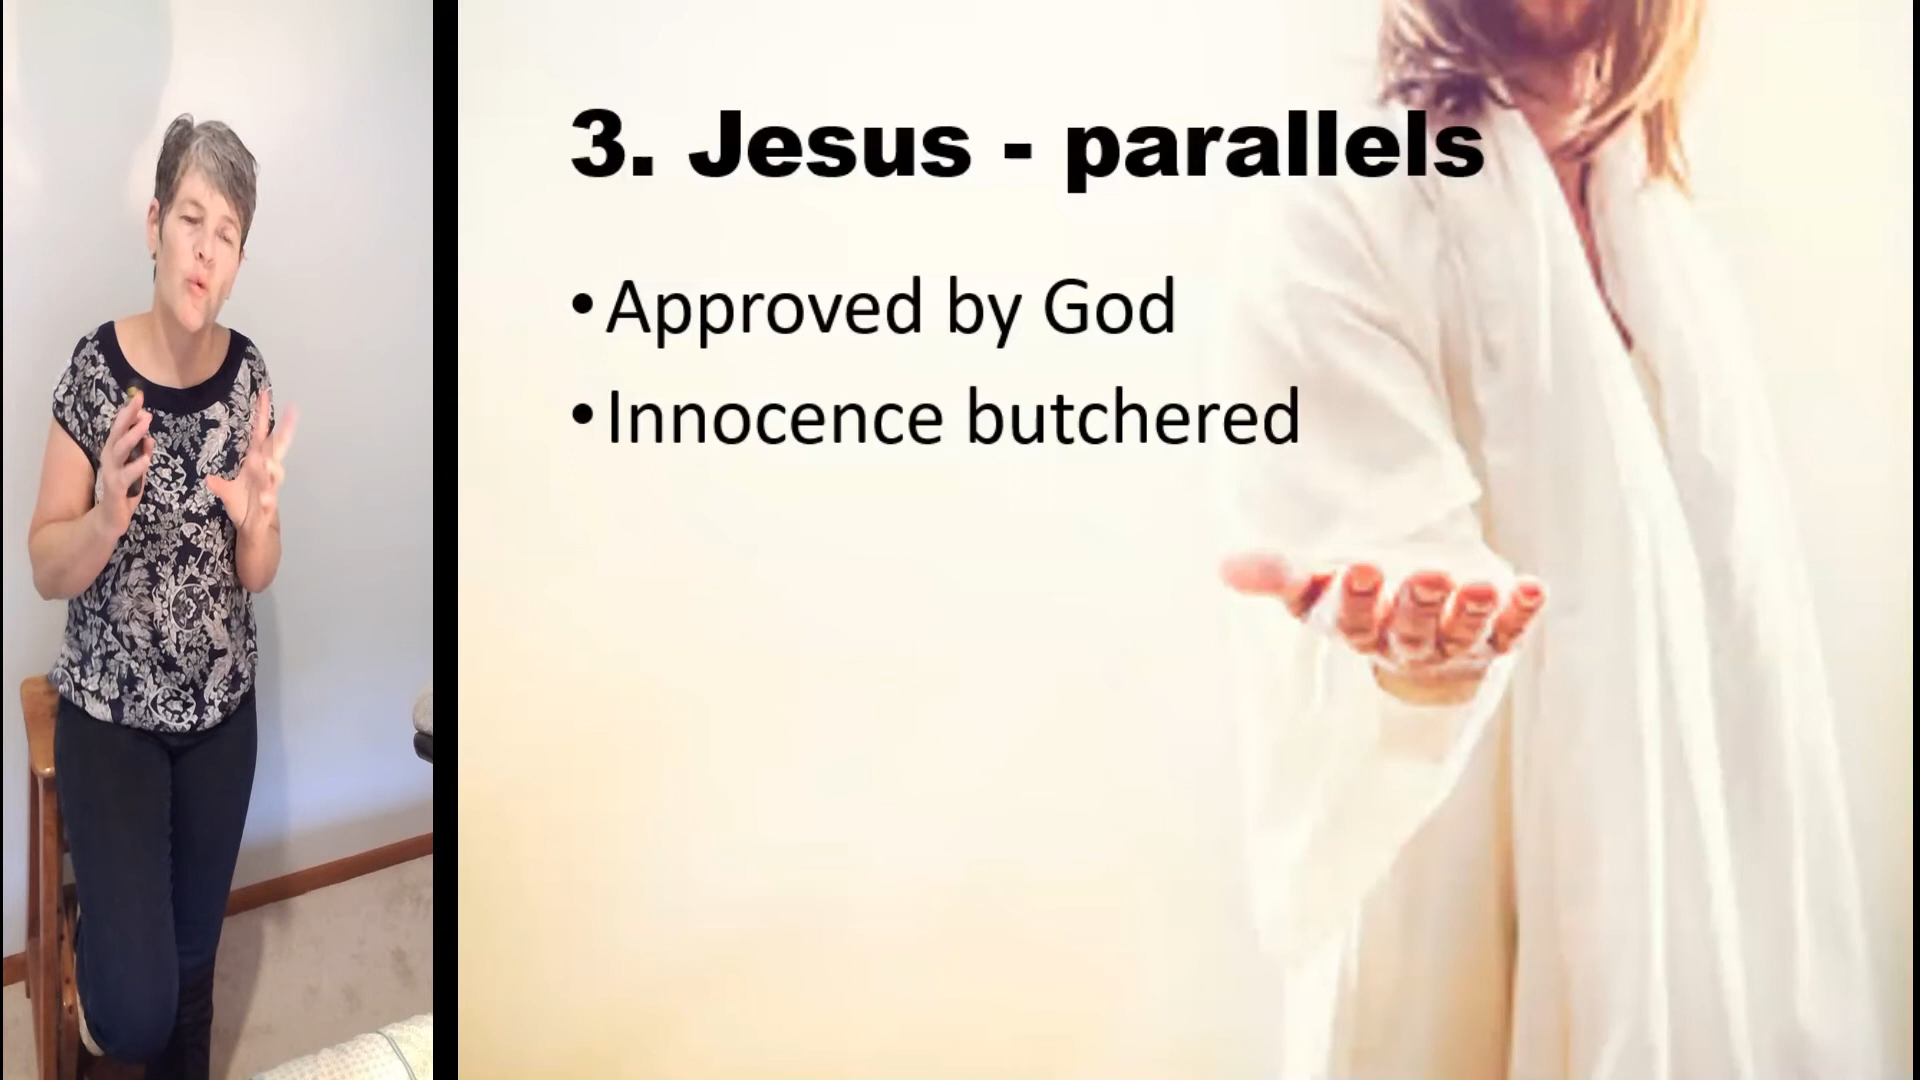 3. Jesus - parallels
•Approved by God
•Innocence butchered